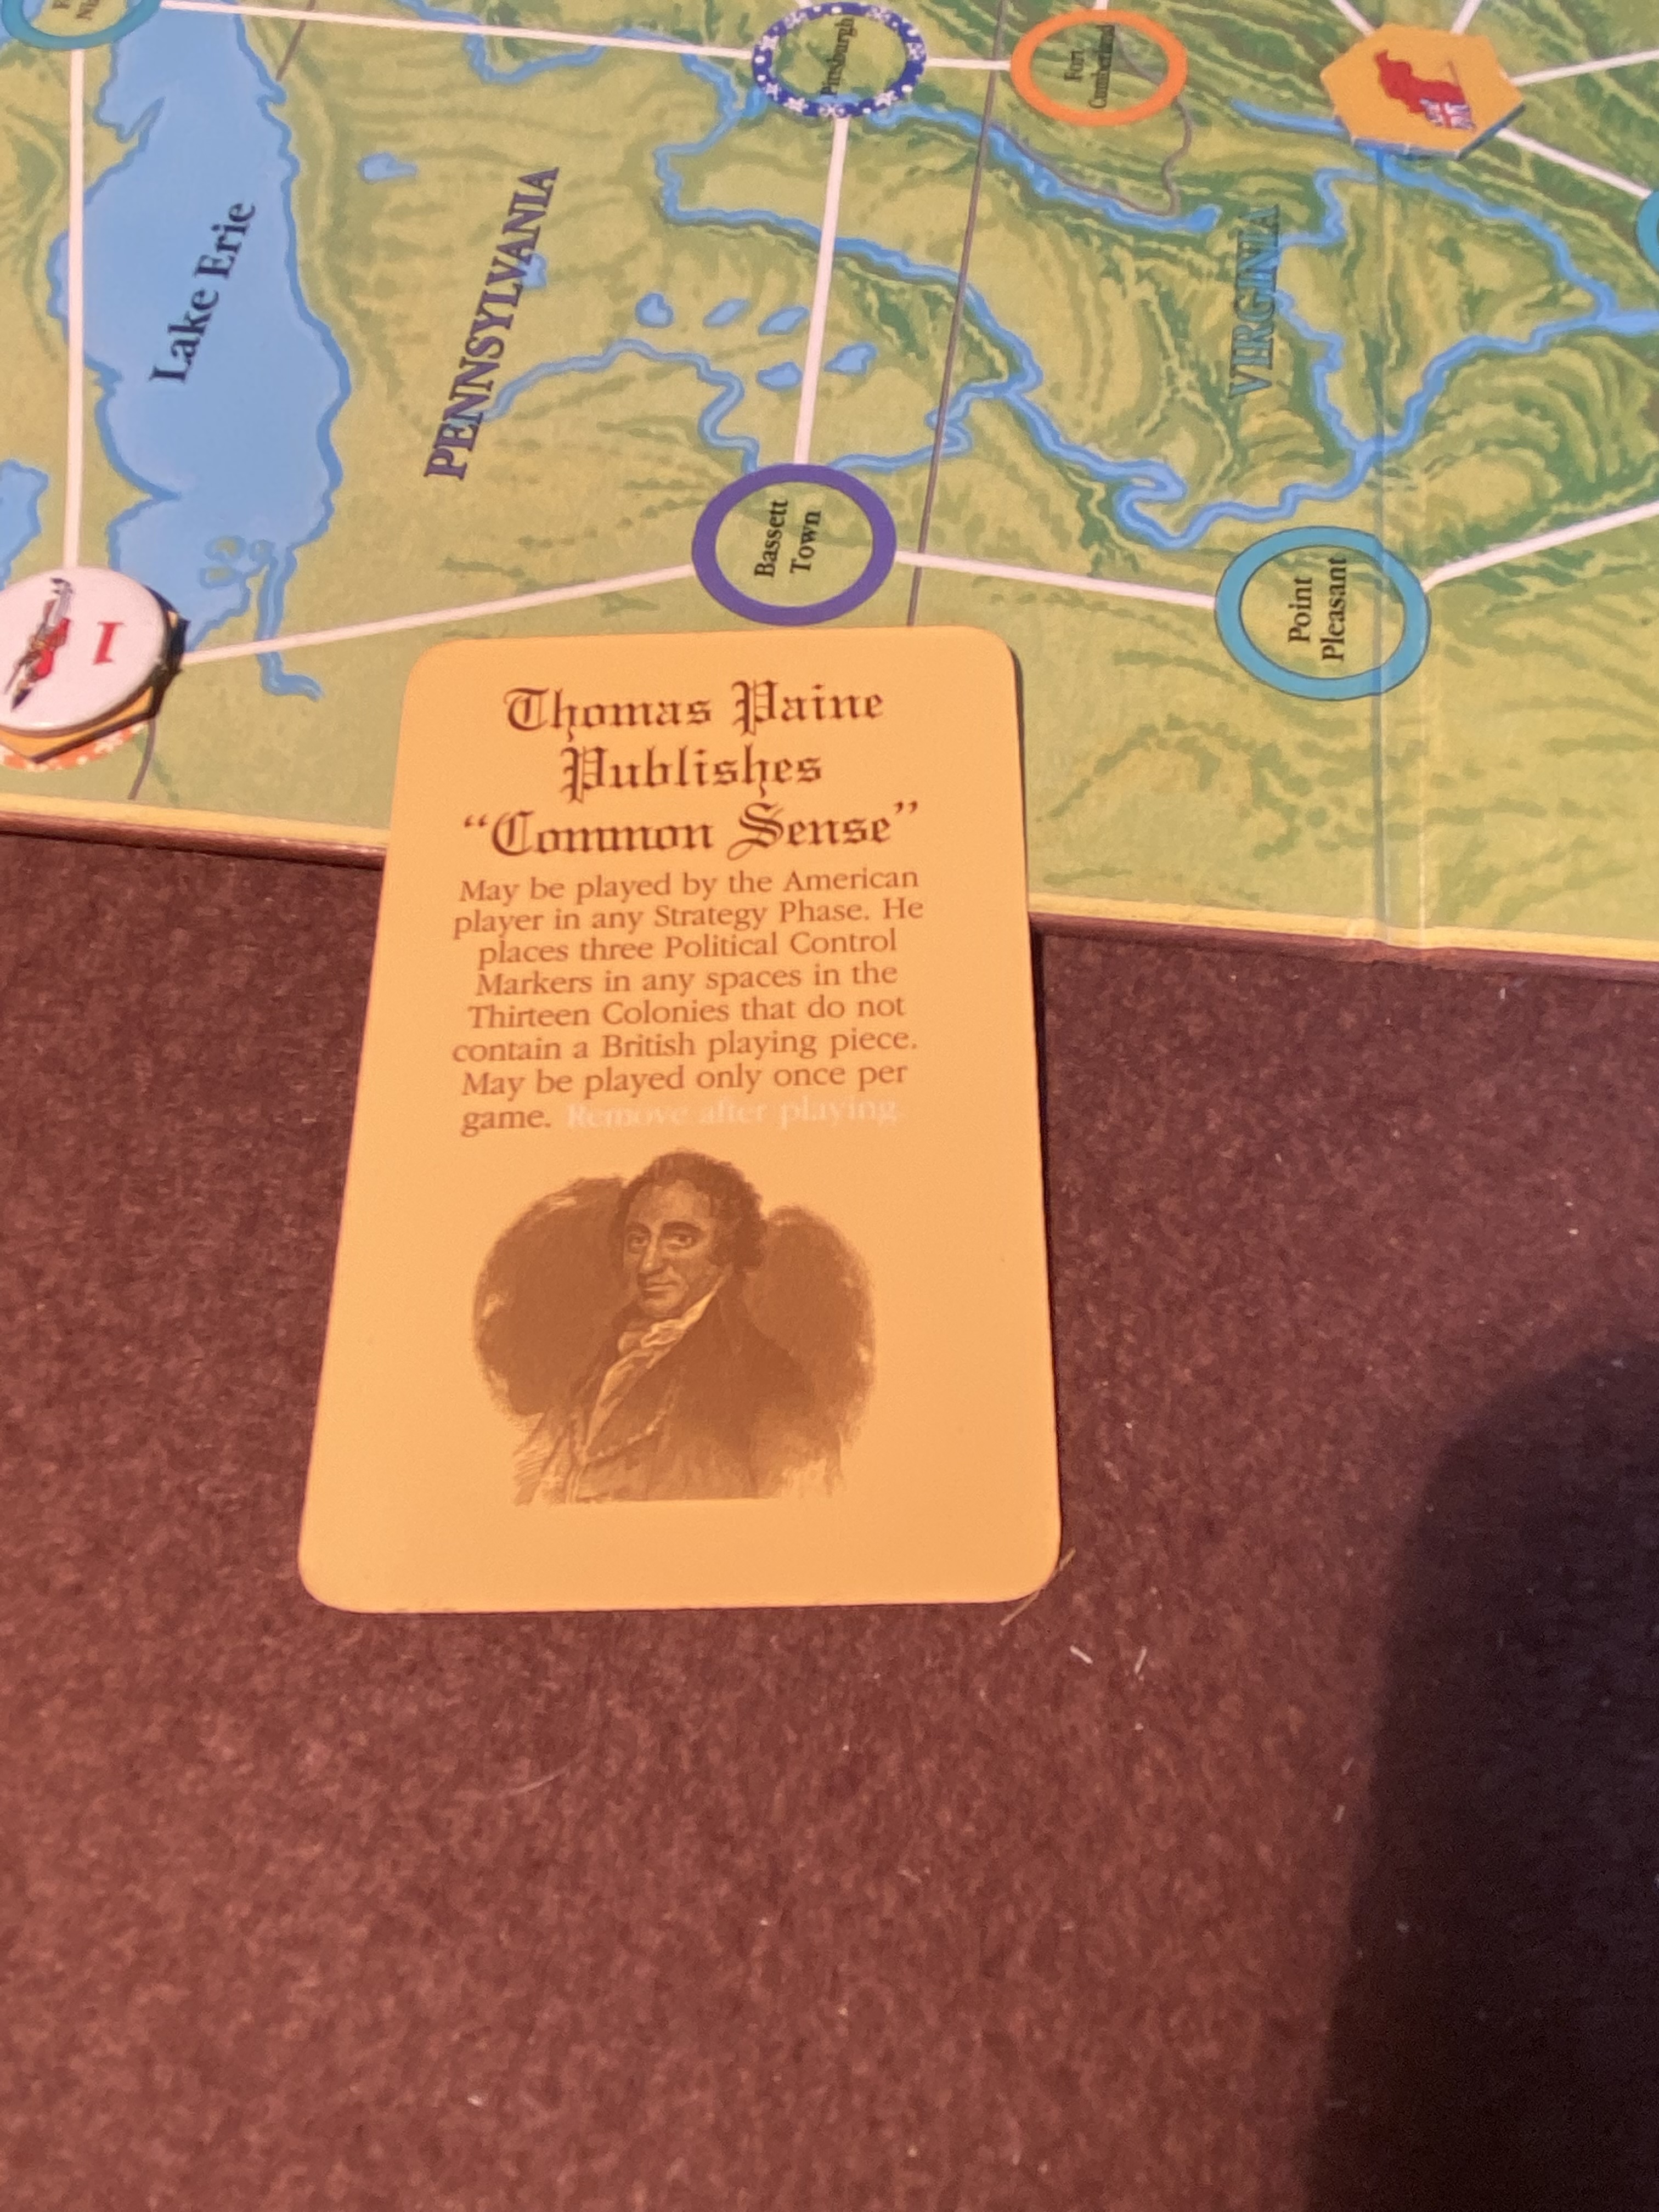 Pittsburgh
Fort
Cumberland
Lake Erie
PENNSYLVANIA
VIRGINIA
Bassett
Town
Point
Pleasant
1
Thomas Paine
Publishes
“Common Sense”
May be played by the American
player in any Strategy Phase. He
places three Political Control
Markers in any spaces in the
Thirteen Colonies that do not
contain a British playing piece.
May be played only once per
game. Remove after playing.